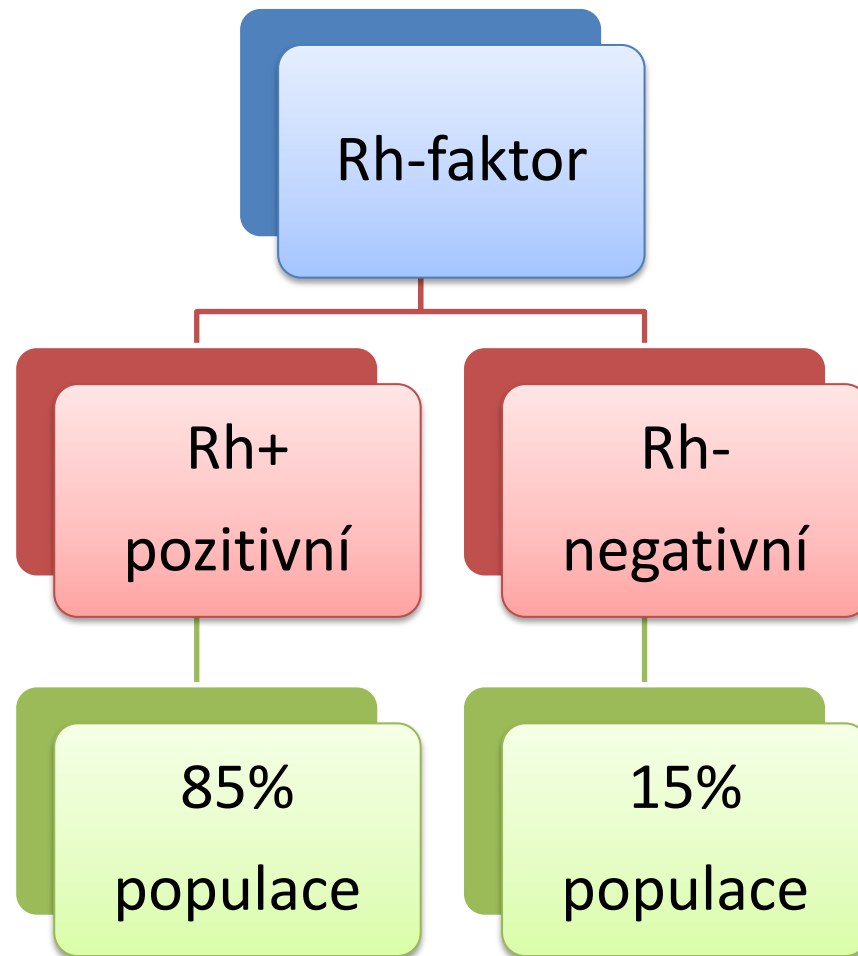 Rh-faktor
Rh+
pozitivní
Rh-
negativní
85%
populace
15%
populace